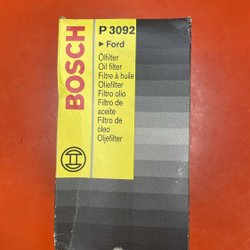 BOSCH
P 3092
► Ford
Ölfilter
Oil filter
Filtre à huile
Oliefilter
Filtro olio
Filtro de
aceite
Filtro de
óleo
Oljefilter